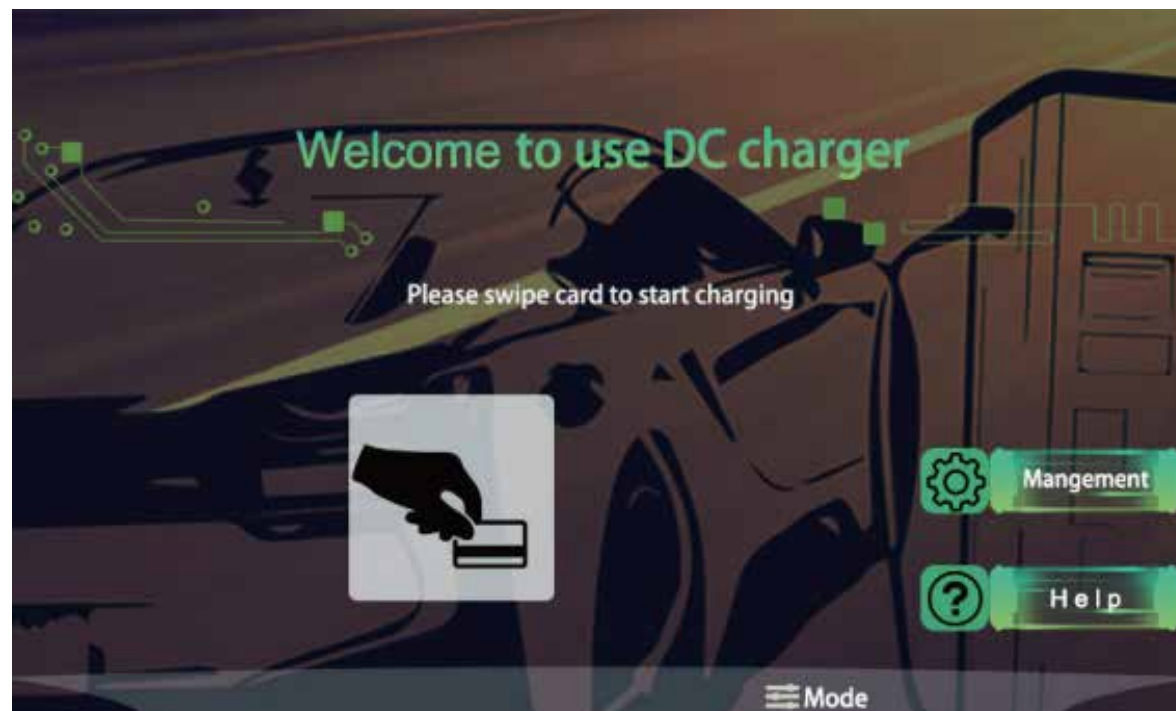 Welcome to use DC charger
Please swipe card to start charging
Mangement
Help
Mode